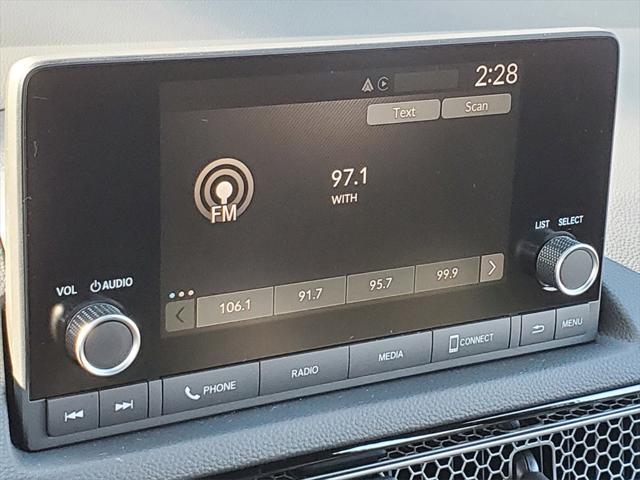 2:28
Text Scan
97.1
WITH
FM
LIST SELECT
VOL AUDIO
106.1 91.7 95.7 99.9
PHONE RADIO MEDIA CONNECT MENU